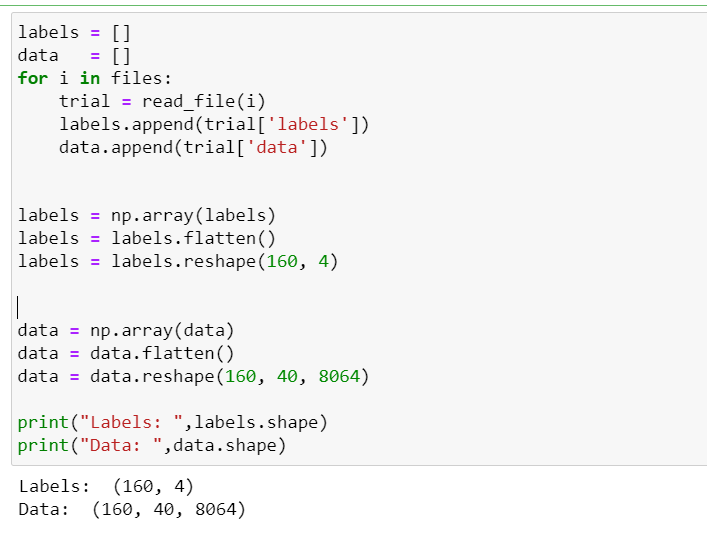 labels = []
data   = []
for i in files:
    trial = read_file(i)
    labels.append(trial['labels'])
    data.append(trial['data'])
labels = np.array(labels)
labels = labels.flatten()
labels = labels.reshape(160, 4)
data = np.array(data)
data = data.flatten()
data = data.reshape(160, 40, 8064)
print("Labels: ",labels.shape)
print("Data: ",data.shape)
Labels:  (160, 4)
Data:  (160, 40, 8064)